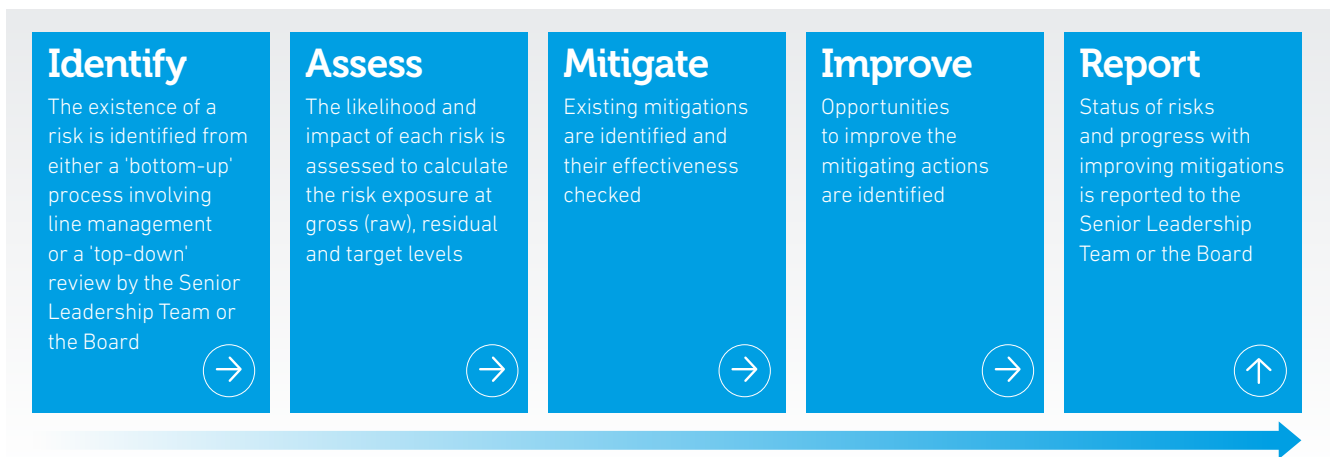 Identify
The existence of a
risk is identified from
either a 'bottom-up'
process involving
line management
or a 'top-down'
review by the Senior
Leadership Team or
the Board
Assess
The likelihood and
impact of each risk is
assessed to calculate
the risk exposure at
gross (raw), residual
and target levels
Mitigate
Existing mitigations
are identified and
their effectiveness
checked
Improve
Opportunities
to improve the
mitigating actions
are identified
Report
Status of risks
and progress with
improving mitigations
is reported to the
Senior Leadership
Team or the Board